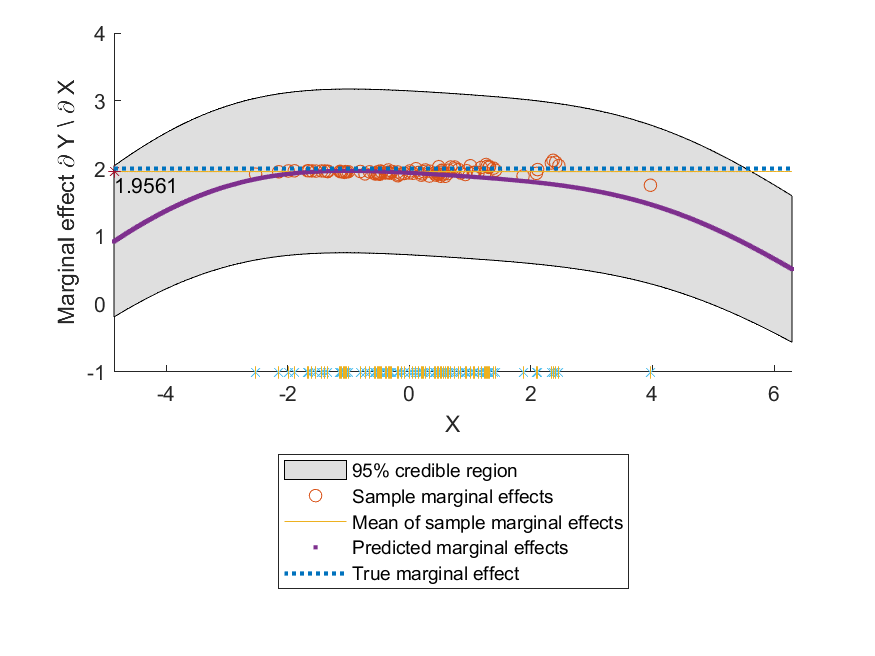 4
3
2
1
0
-1
1.9561
Marginal effect ∂ Y \ ∂ X
-4
-2
0
2
4
6
X
95% credible region
Sample marginal effects
Mean of sample marginal effects
Predicted marginal effects
True marginal effect